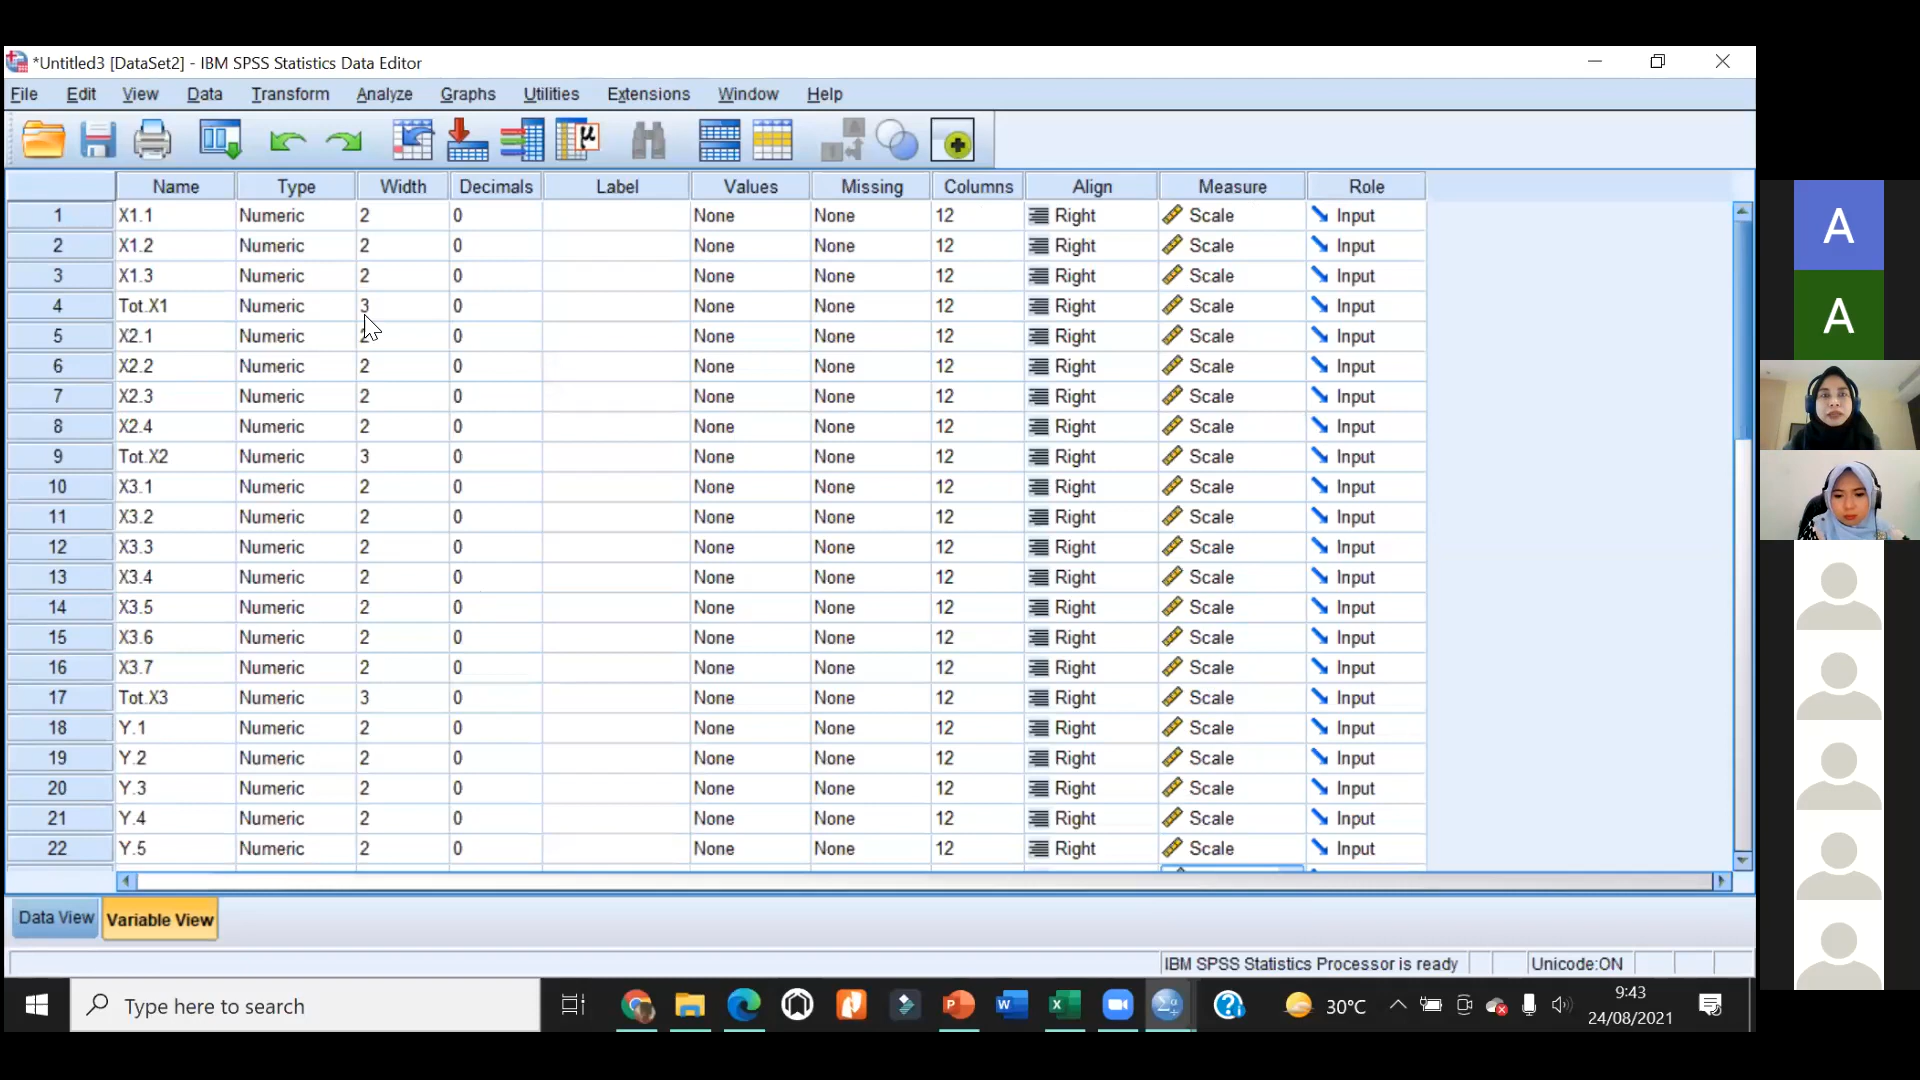 *Untitled3 [DataSet2] - IBM SPSS Statistics Data Editor
File Edit View Data Transform Analyze Graphs Utilities Extensions Window Help
Name Type Width Decimals Label Values Missing Columns Align Measure Role
1 X1.1 Numeric 2 0 None None 12 Right Scale Input
2 X1.2 Numeric 2 0 None None 12 Right Scale Input
3 X1.3 Numeric 2 0 None None 12 Right Scale Input
4 Tot.X1 Numeric 3 0 None None 12 Right Scale Input
5 X2.1 Numeric 2 0 None None 12 Right Scale Input
6 X2.2 Numeric 2 0 None None 12 Right Scale Input
7 X2.3 Numeric 2 0 None None 12 Right Scale Input
8 X2.4 Numeric 2 0 None None 12 Right Scale Input
9 Tot.X2 Numeric 3 0 None None 12 Right Scale Input
10 X3.1 Numeric 2 0 None None 12 Right Scale Input
11 X3.2 Numeric 2 0 None None 12 Right Scale Input
12 X3.3 Numeric 2 0 None None 12 Right Scale Input
13 X3.4 Numeric 2 0 None None 12 Right Scale Input
14 X3.5 Numeric 2 0 None None 12 Right Scale Input
15 X3.6 Numeric 2 0 None None 12 Right Scale Input
16 X3.7 Numeric 2 0 None None 12 Right Scale Input
17 Tot.X3 Numeric 3 0 None None 12 Right Scale Input
18 Y.1 Numeric 2 0 None None 12 Right Scale Input
19 Y.2 Numeric 2 0 None None 12 Right Scale Input
20 Y.3 Numeric 2 0 None None 12 Right Scale Input
21 Y.4 Numeric 2 0 None None 12 Right Scale Input
22 Y.5 Numeric 2 0 None None 12 Right Scale Input
Data View Variable View
IBM SPSS Statistics Processor is ready Unicode:ON
Type here to search
30°C
9:43
24/08/2021
A
A